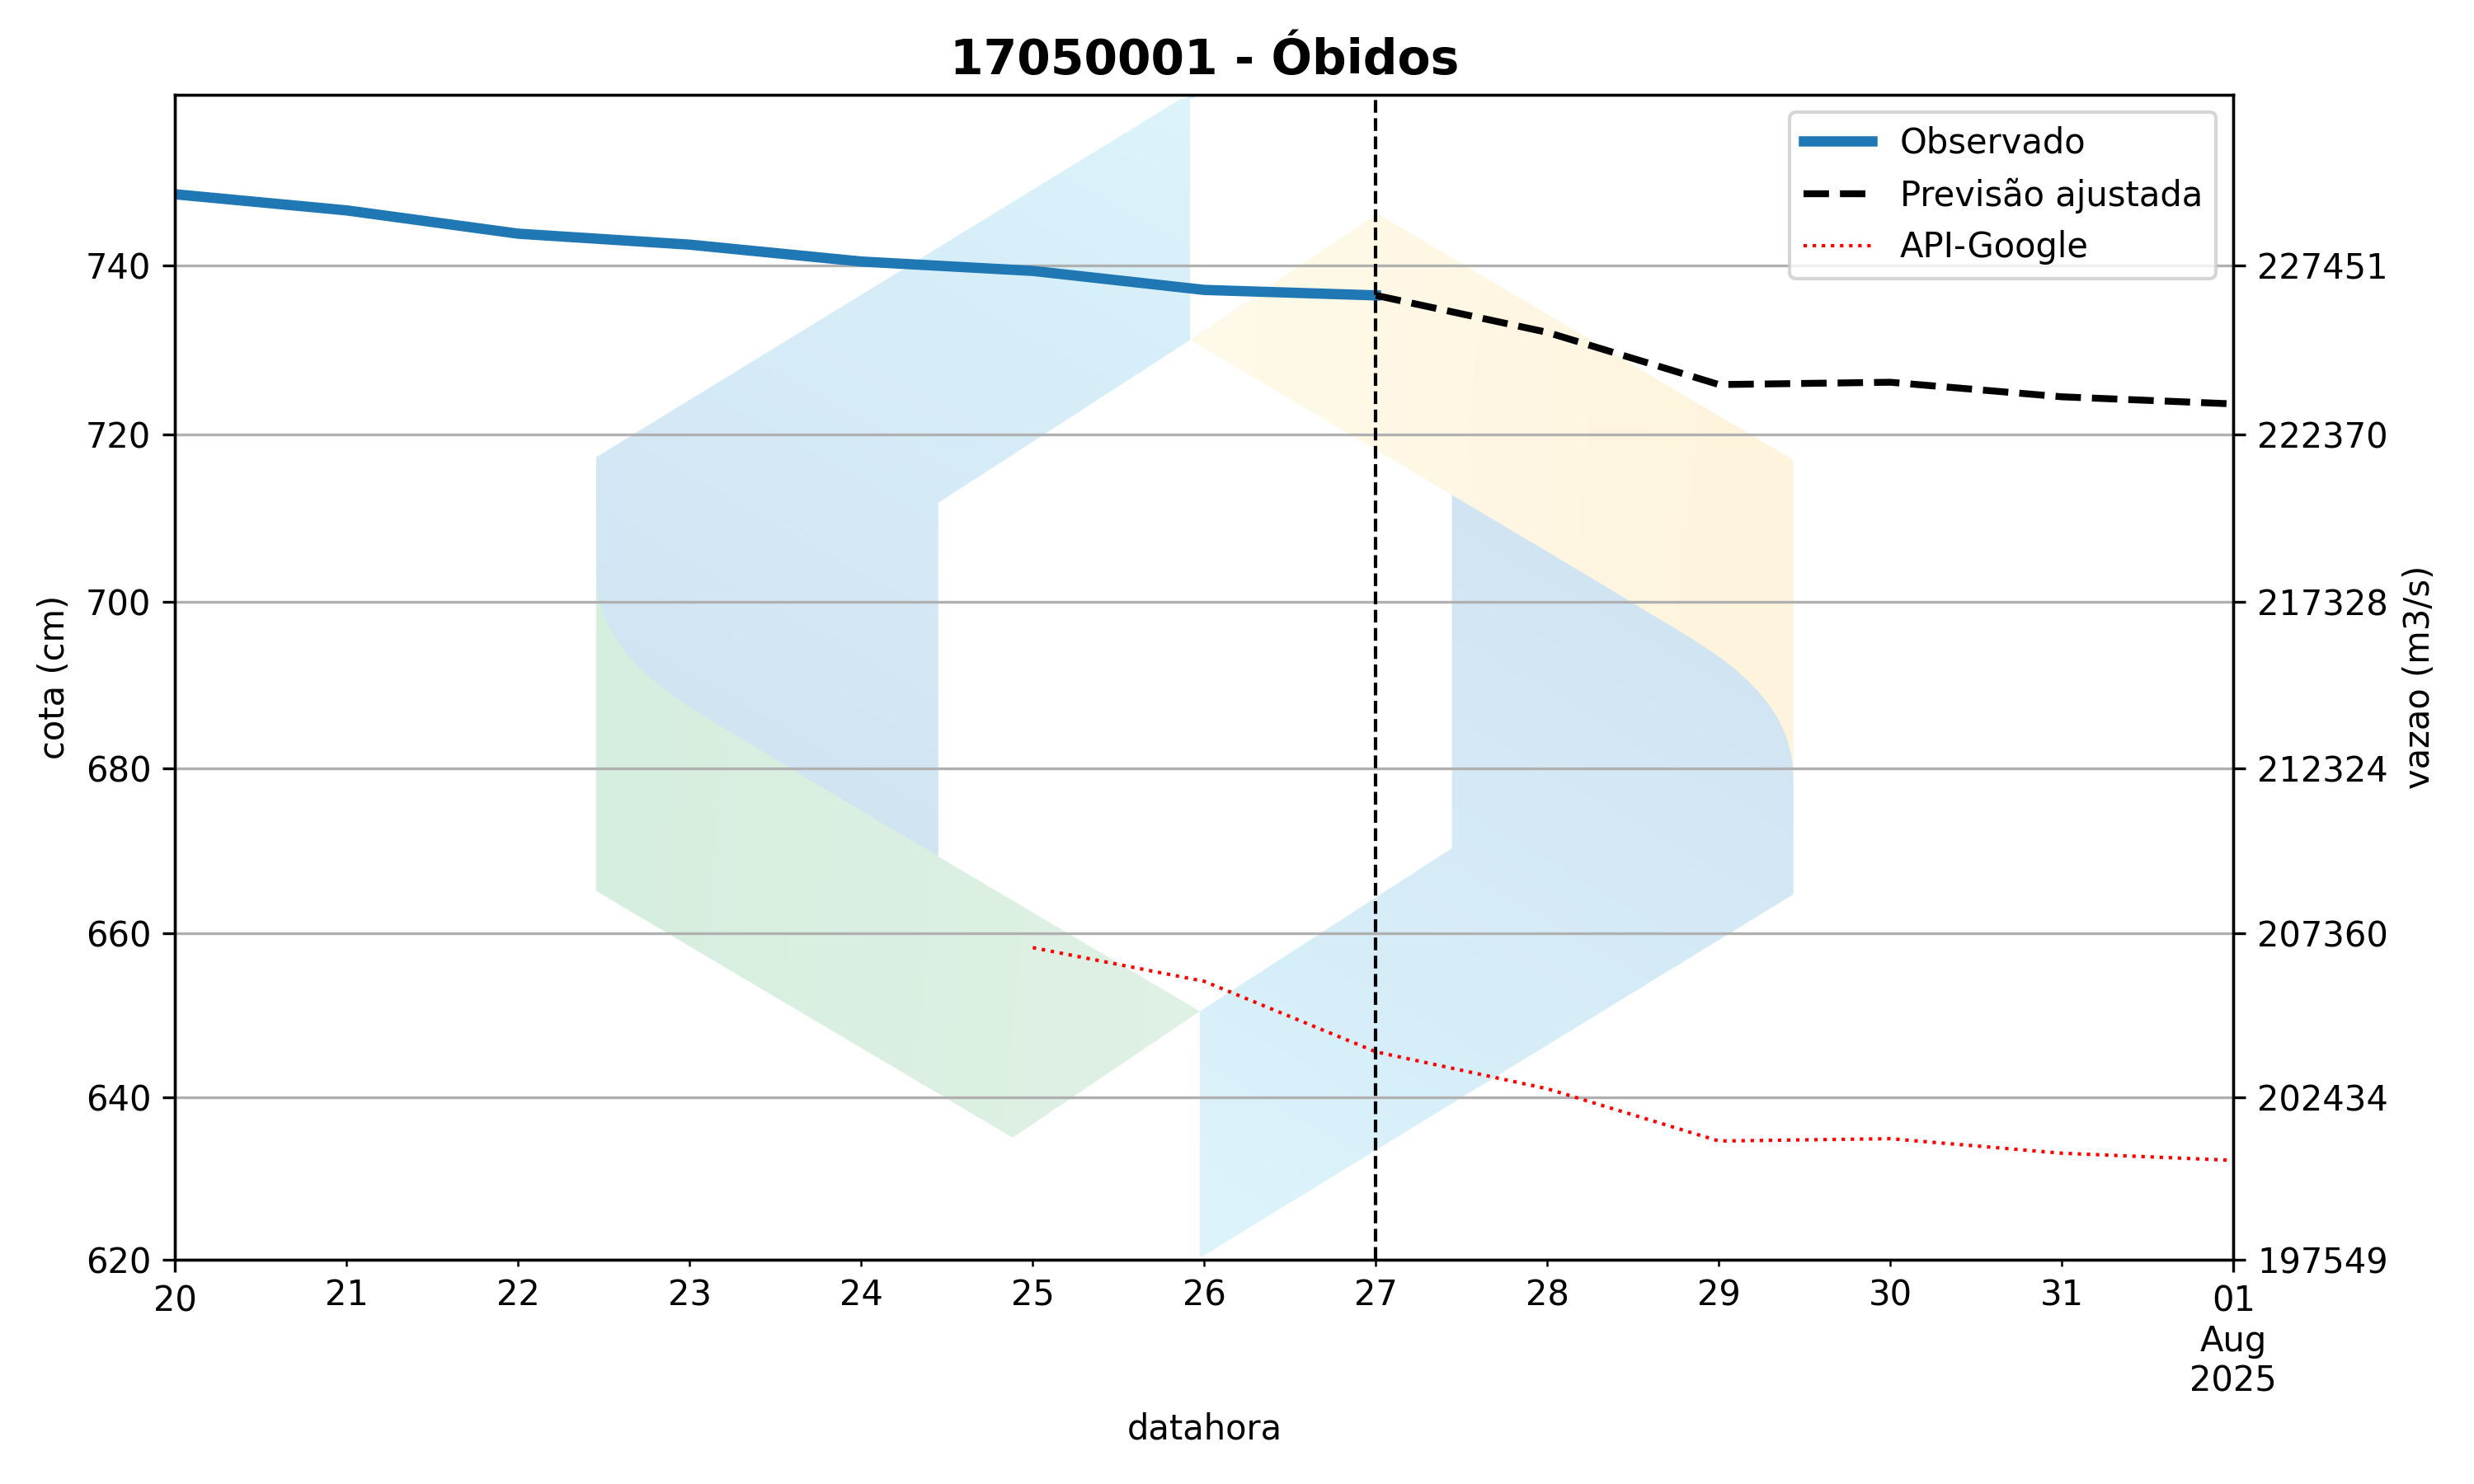 17050001 - Óbidos
Observado
Previsão ajustada
API-Google
740
720
700
680
660
640
620
cota (cm)
227451
222370
217328
212324
207360
202434
197549
vazao (m3/s)
20 21 22 23 24 25 26 27 28 29 30 31 01
Aug
2025
datahora